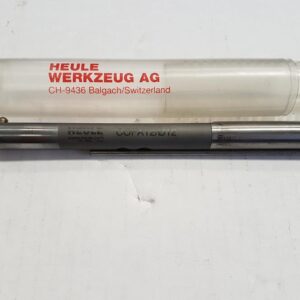 HEULE
WERKZEUG AG
CH-9436 Balgach/Switzerland
HEULE